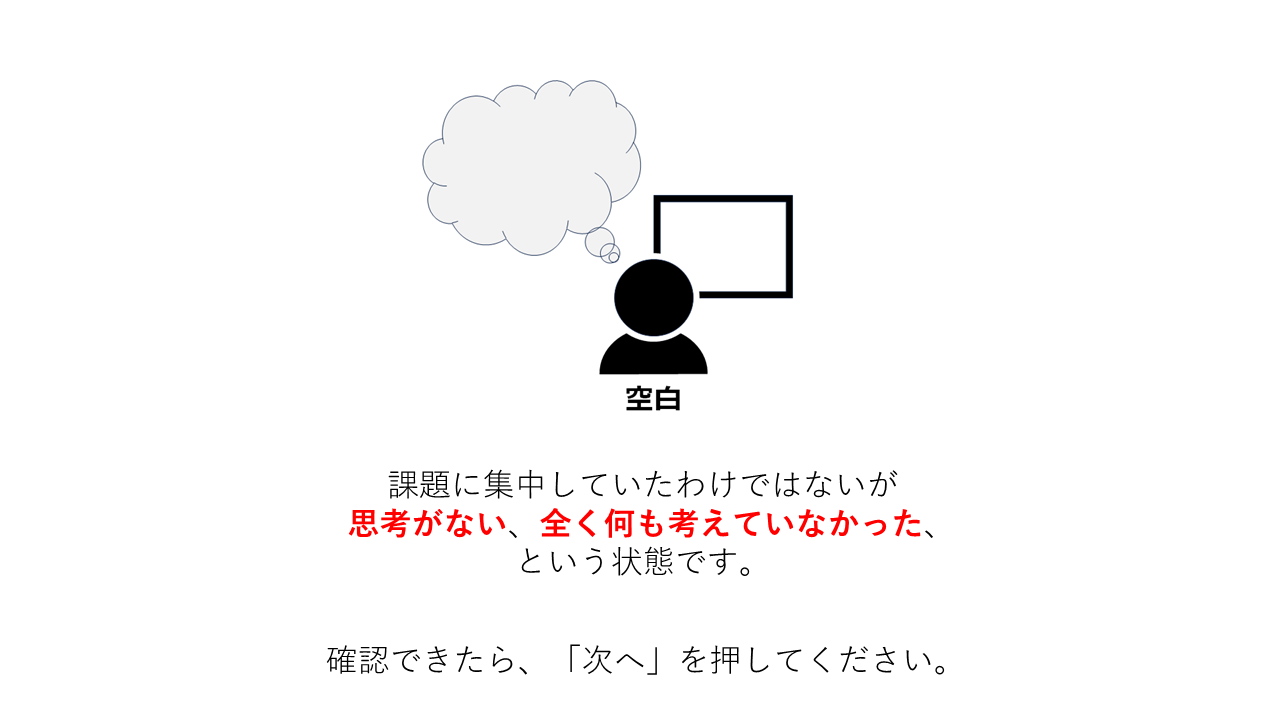 空白
課題に集中していたわけではないが
思考がない、全く何も考えていなかった、
という状態です。
確認できたら、「次へ」を押してください。